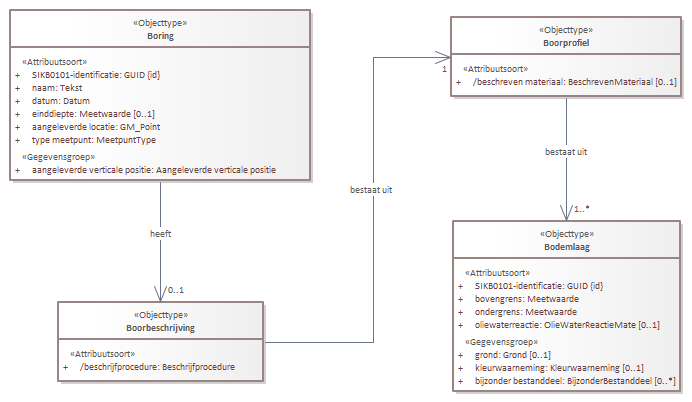 «Objecttype»
Boring
«Attribuutsoort»
+ SIKB0101-identificatie: GUID {id}
+ naam: Tekst
+ datum: Datum
+ einddiepte: Meetwaarde [0..1]
+ aangeleverde locatie: GM_Point
+ type meetpunt: MeetpuntType
«Gegevensgroep»
+ aangeleverde verticale positie: Aangeleverde verticale positie
heeft
0..1
«Objecttype»
Boorbeschrijving
«Attribuutsoort»
+ /beschrijfprocedure: Beschrijfprocedure
bestaat uit
1
«Objecttype»
Boorprofiel
«Attribuutsoort»
+ /beschreven materiaal: BeschrevenMateriaal [0..1]
bestaat uit
1..*
«Objecttype»
Bodemlaag
«Attribuutsoort»
+ SIKB0101-identificatie: GUID {id}
+ bovengrens: Meetwaarde
+ ondergrens: Meetwaarde
+ oliewaterreactie: OlieWaterReactieMate [0..1]
«Gegevensgroep»
+ grond: Grond [0..1]
+ kleurwaarneming: Kleurwaarneming [0..1]
+ bijzonder bestanddeel: BijzonderBestanddeel [0..*]